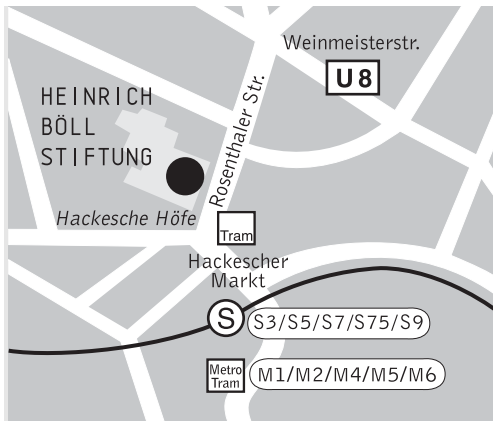 Weinmeisterstr.
U8
HEINRICH
BÖLL
STIFTUNG
Rosenthaler Str.
Hackesche Höfe
Tram
Hackescher
Markt
S
S3/S5/S7/S75/S9
Metro
Tram
M1/M2/M4/M5/M6